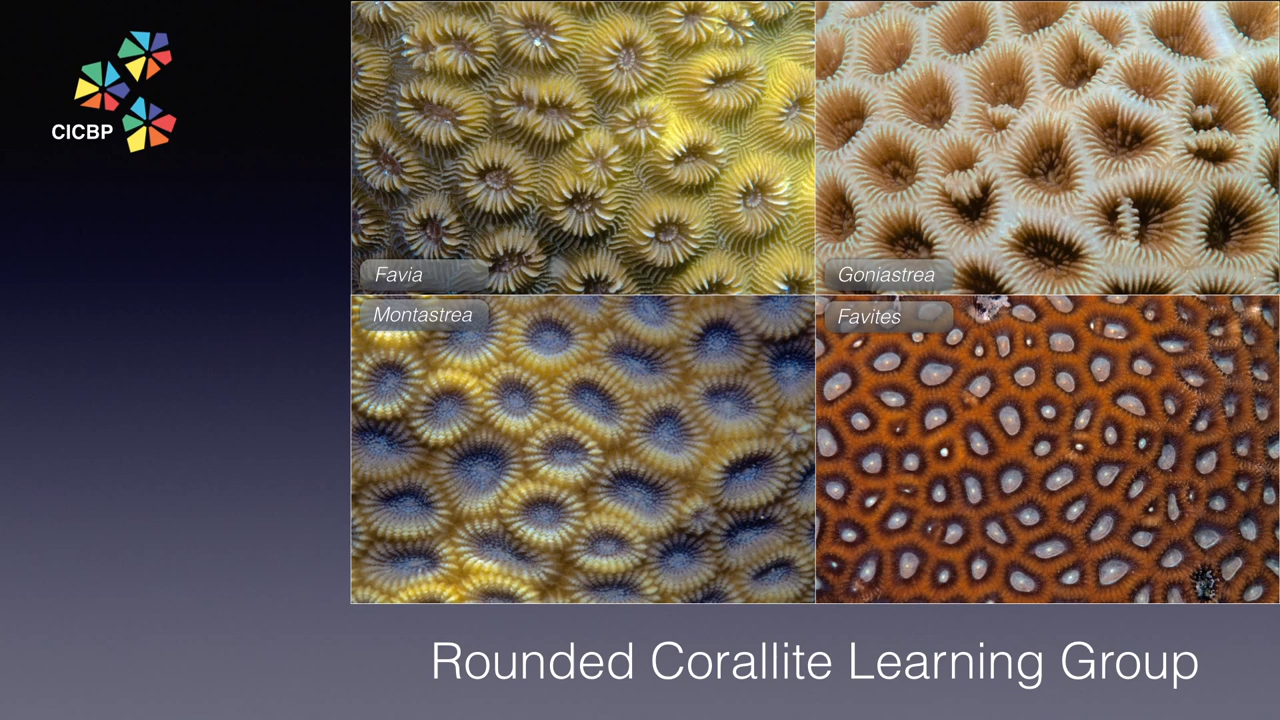 CICBP
Favia
Goniastrea
Montastrea
Favites
Rounded Corallite Learning Group